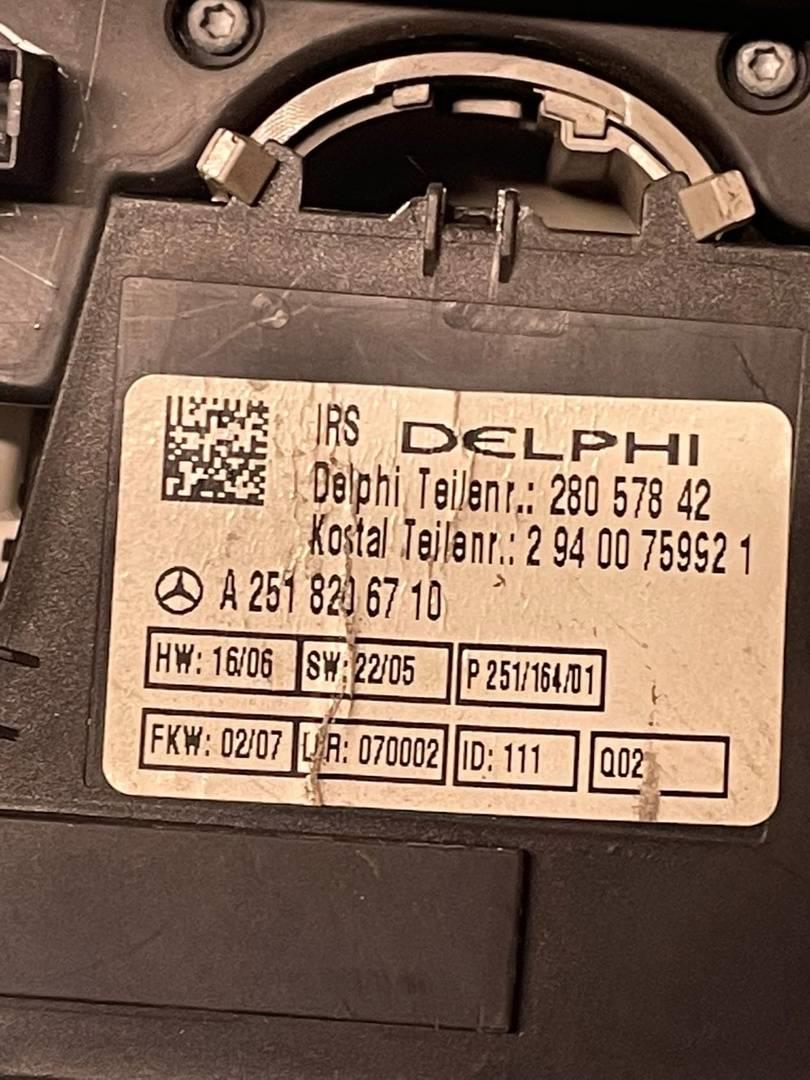 IRS DELPHI
Delphi Teilenr.: 280 578 42
Kostal Teilenr.: 2 94 00 75992 1
A 251 820 67 10
HW: 16/06 SW: 22/05 P 251/164/01
FKW: 02/07 070002 ID: 111 Q02